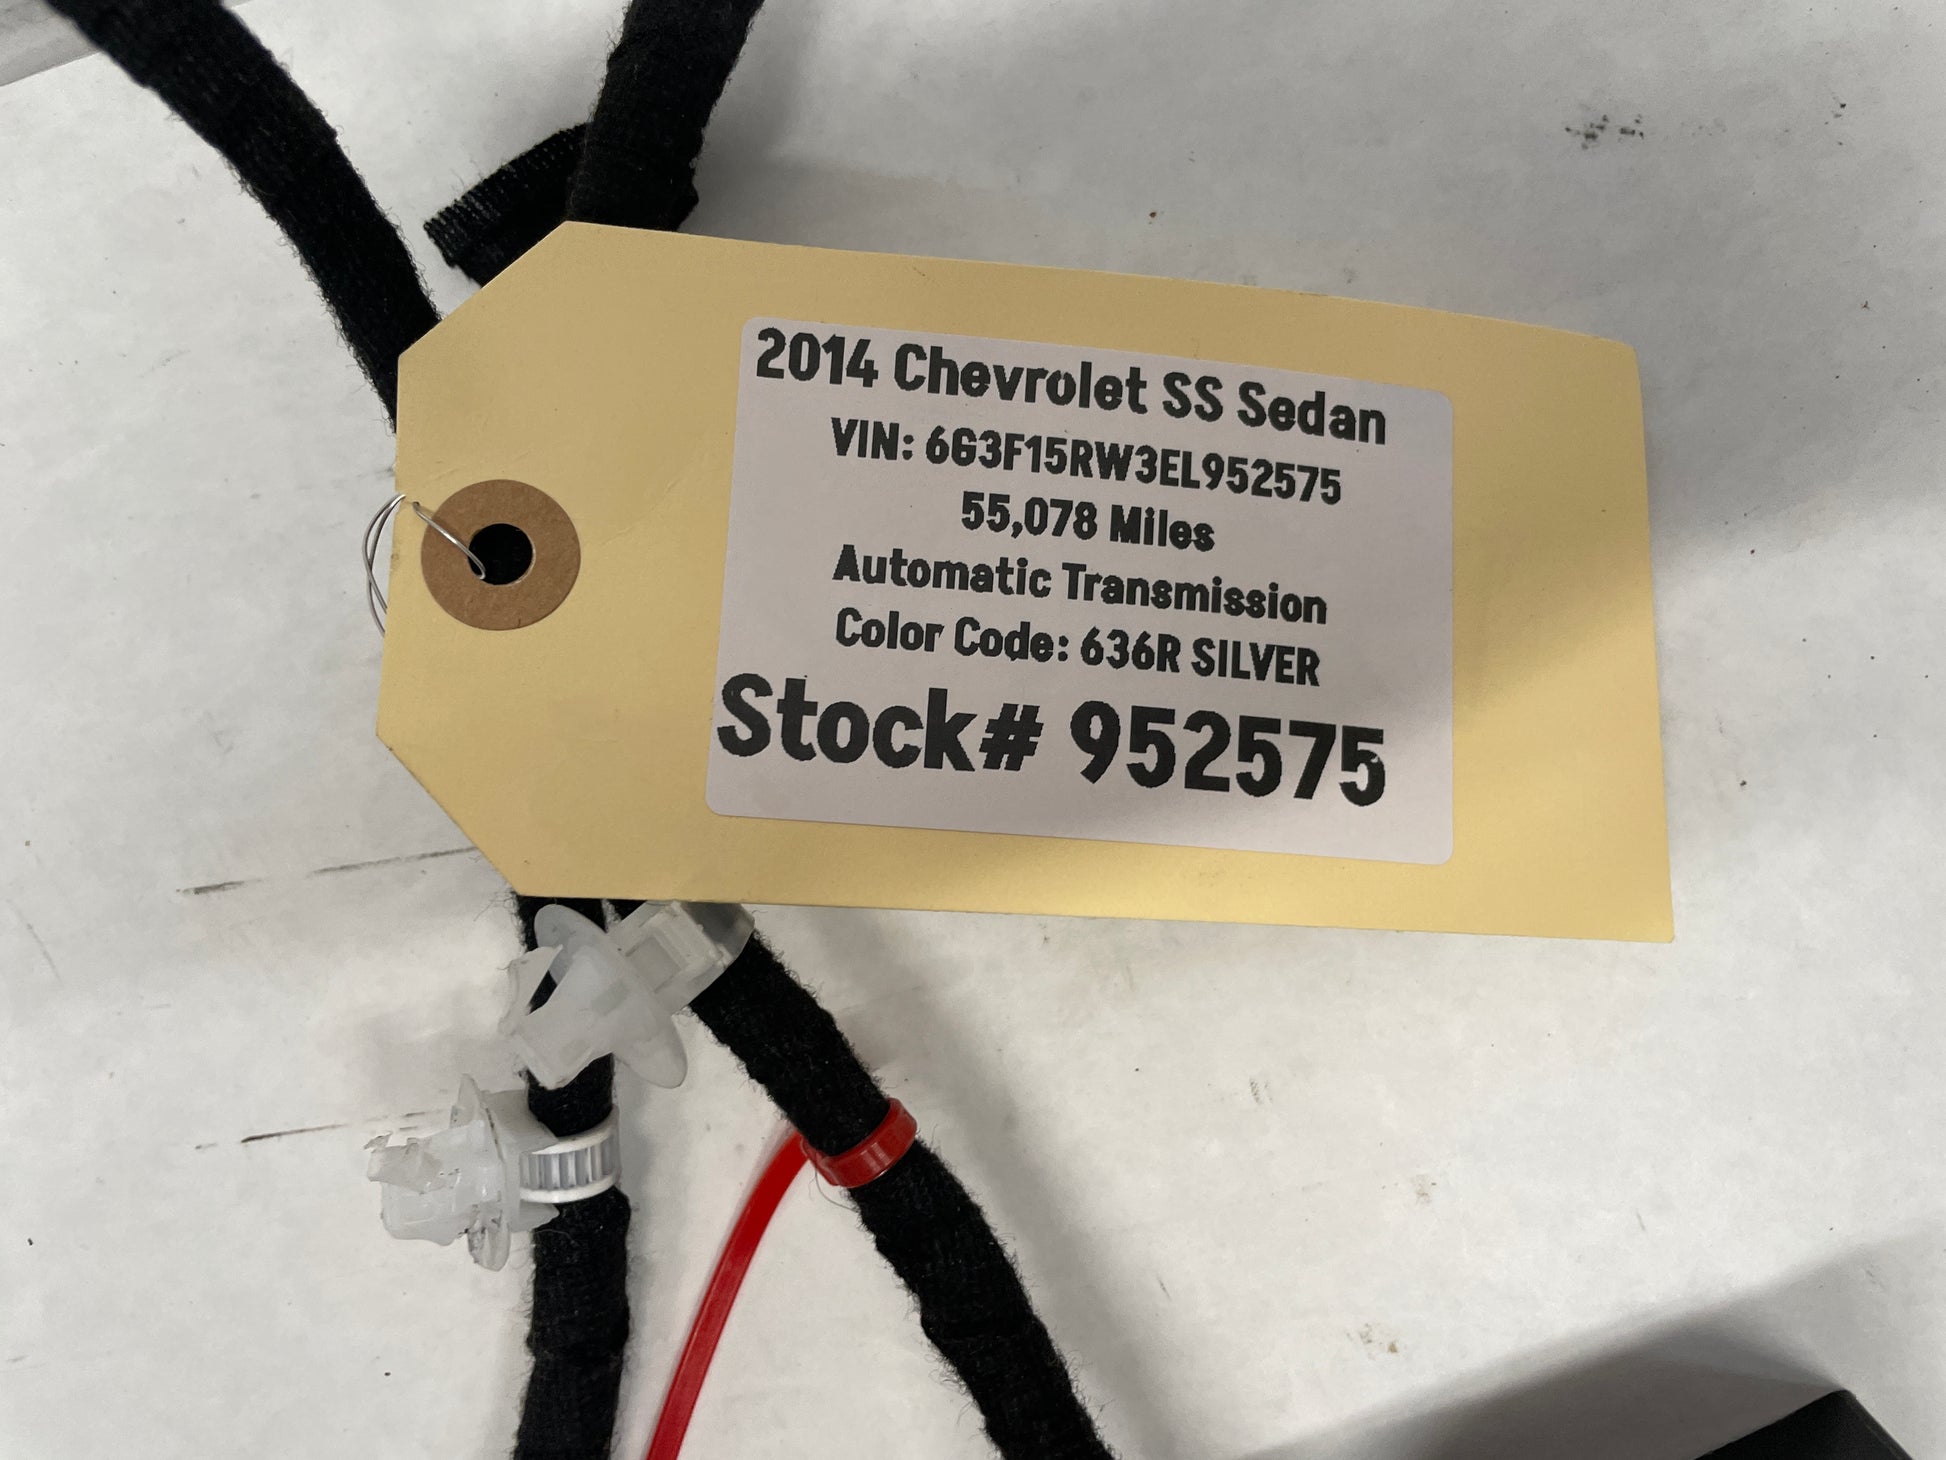 2014 Chevrolet SS Sedan
VIN: 6G3F15RW3EL952575
55,078 Miles
Automatic Transmission
Color Code: 636R SILVER
Stock# 952575